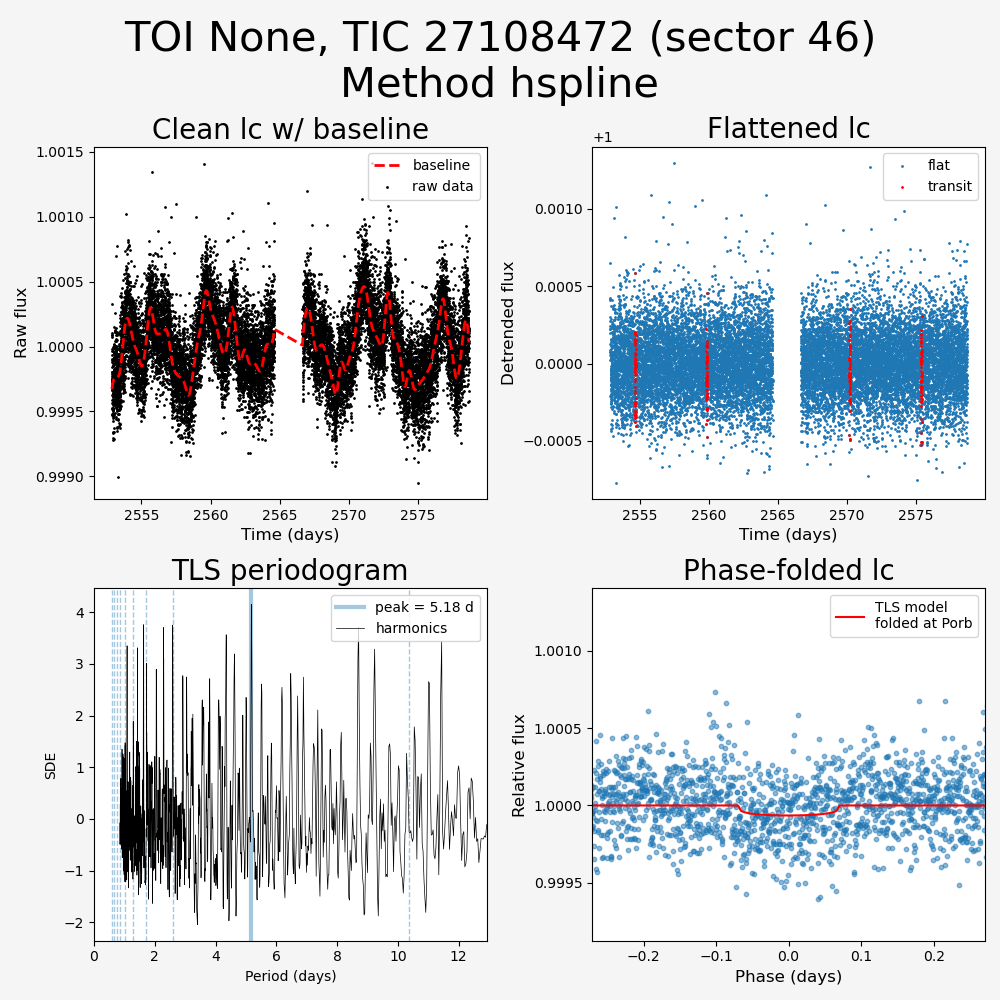 TOI None, TIC 27108472 (sector 46)
Method hspline
Clean lc w/ baseline
Raw flux
1.0015
1.0010
1.0005
1.0000
0.9995
0.9990
baseline
raw data
2555
2560
2565
2570
2575
Time (days)
Flattened lc
+1
Detrended flux
0.0010
0.0005
0.0000
−0.0005
flat
transit
2555
2560
2565
2570
2575
Time (days)
TLS periodogram
SDE
4
3
2
1
0
−1
−2
peak = 5.18 d
harmonics
0
2
4
6
8
10
12
Period (days)
Phase-folded lc
Relative flux
1.0010
1.0005
1.0000
0.9995
TLS model
folded at Porb
−0.2
−0.1
0.0
0.1
0.2
Phase (days)